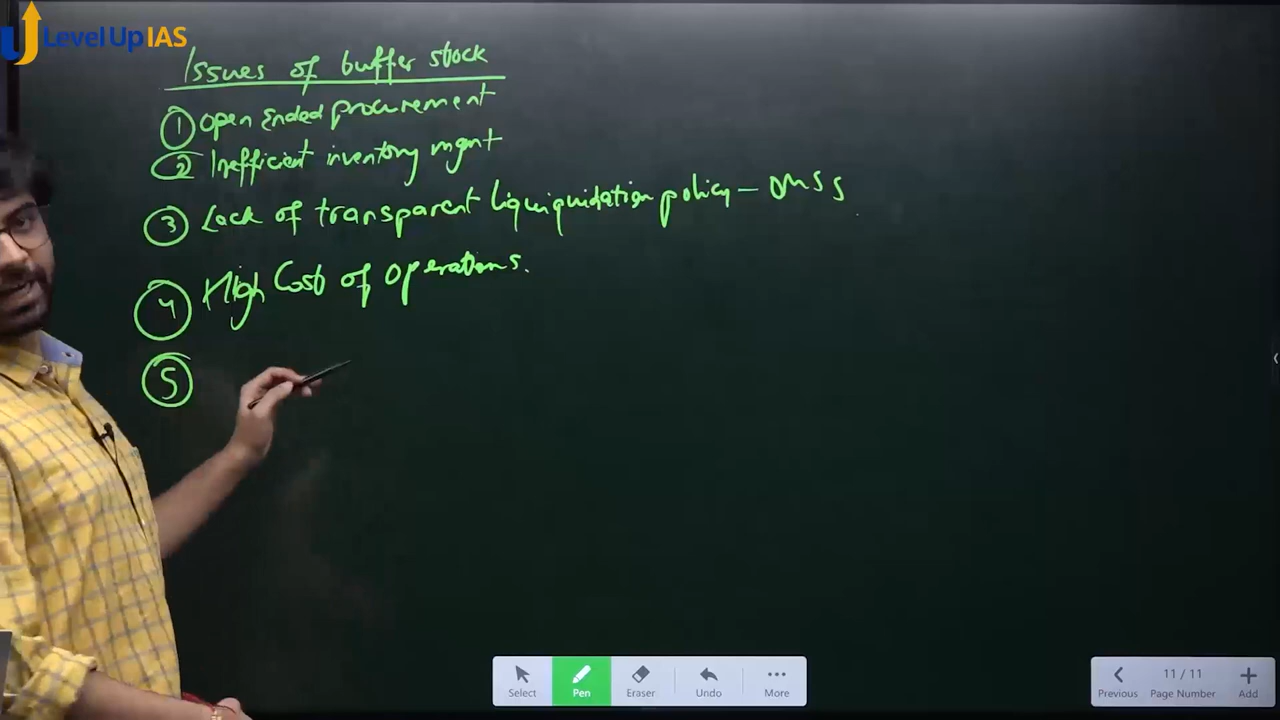 LevelUp IAS
Issues of buffer stock
① Open Ended procurement
② Inefficient inventory mgmt
③ Lack of transparent liquiquidation policy – OMSS
④ High Cost of operations.
⑤
Select Pen Eraser Undo More
Previous 11 / 11 Page Number Add